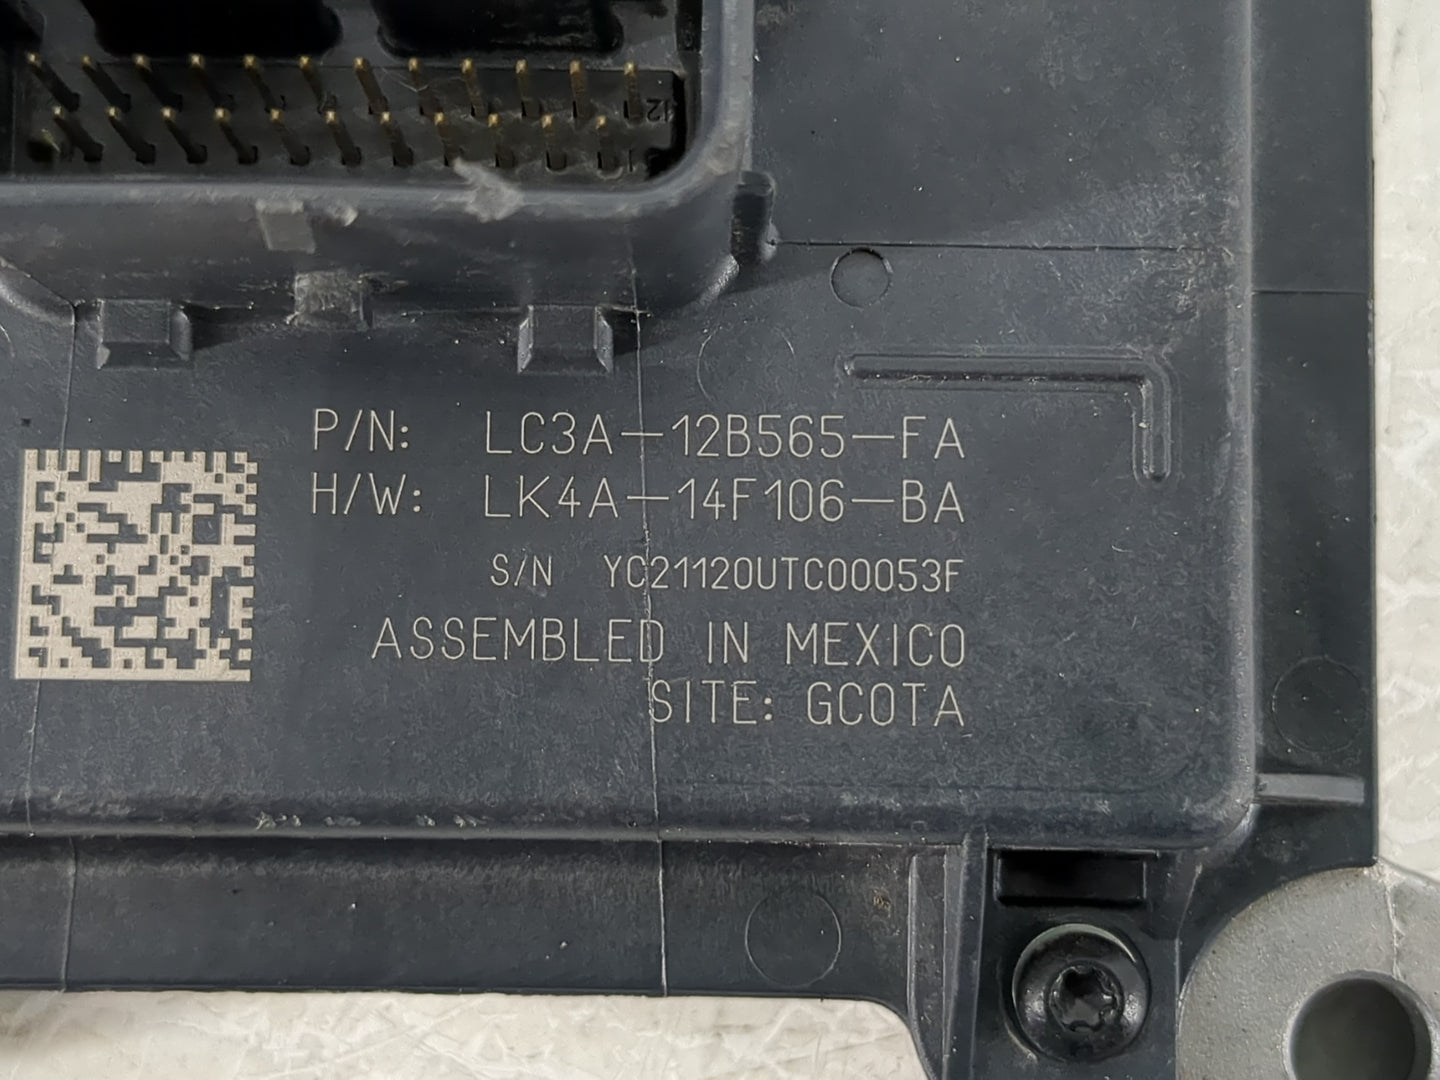 P/N: LC3A-12B565-FA
H/W: LK4A-14F106-BA
S/N YC21120UTC00053F
ASSEMBLED IN MEXICO
SITE: GCOTA